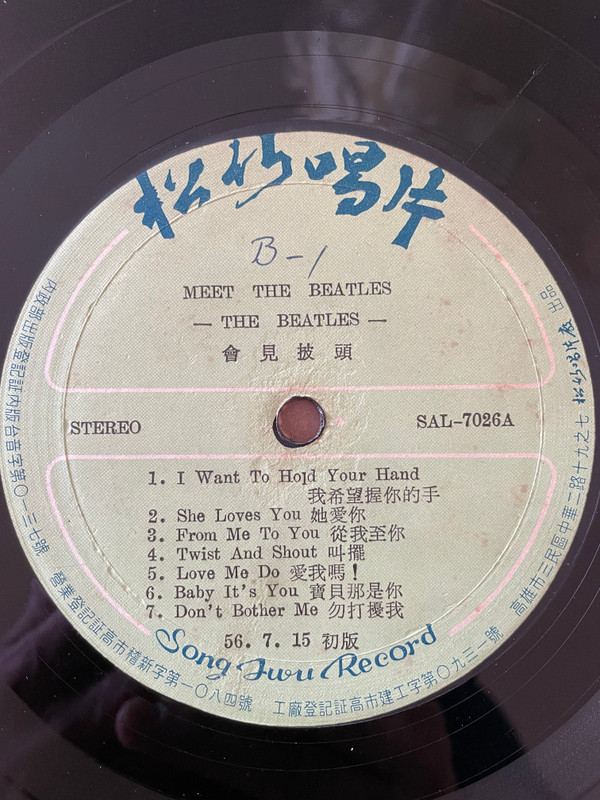 松竹唱片
B-1
MEET THE BEATLES
— THE BEATLES —
會見披頭
STEREO
SAL-7026A
1. I Want To Hold Your Hand
我希望握你的手
2. She Loves You 她愛你
3. From Me To You 從我至你
4. Twist And Shout 叫擺
5. Love Me Do 愛我嗎！
6. Baby It's You 寶貝那是你
7. Don't Bother Me 勿打擾我
56. 7. 15 初版
Song Jwu Record
內政部出版登記証內版台音字第〇一三七號
營業登記証高市稽新字第一〇八四號
工廠登記証高市建工字第〇九三一號
高雄市三民區中華二路十九之七
松竹唱片廠
出品